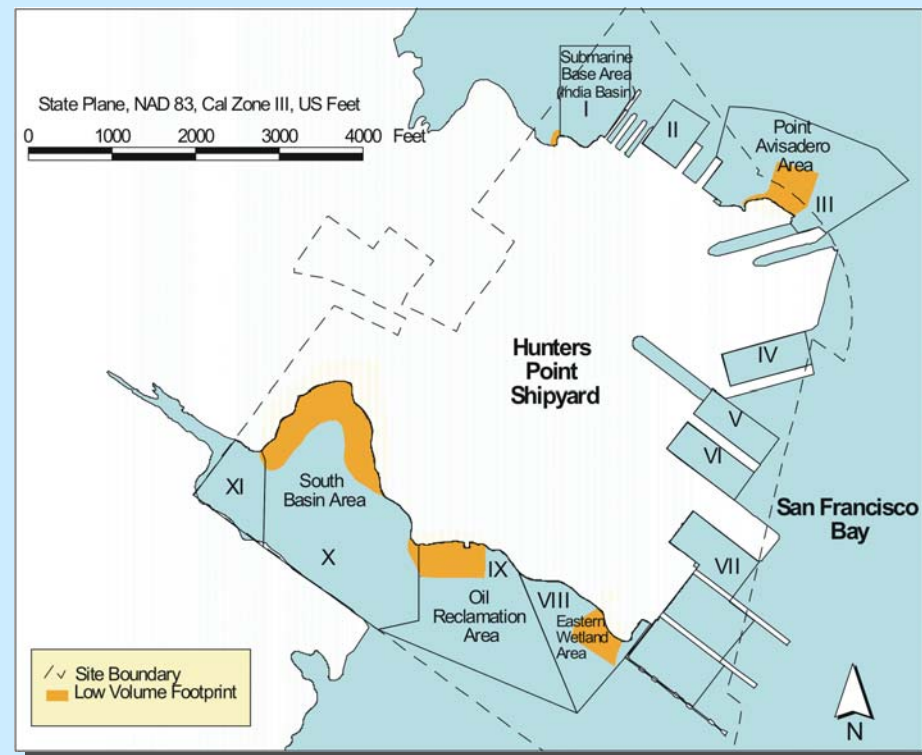 Submarine
Base Area
(India Basin)
I
State Plane, NAD 83, Cal Zone III, US Feet
0 1000 2000 3000 4000 Feet
II
Point
Avisadero
Area
III
Hunters
Point
Shipyard
IV
V
VI
South
Basin Area
XI
X
San Francisco
Bay
VII
IX
VIII
Oil
Reclamation
Area
Eastern
Wetland
Area
Site Boundary
Low Volume Footprint
N